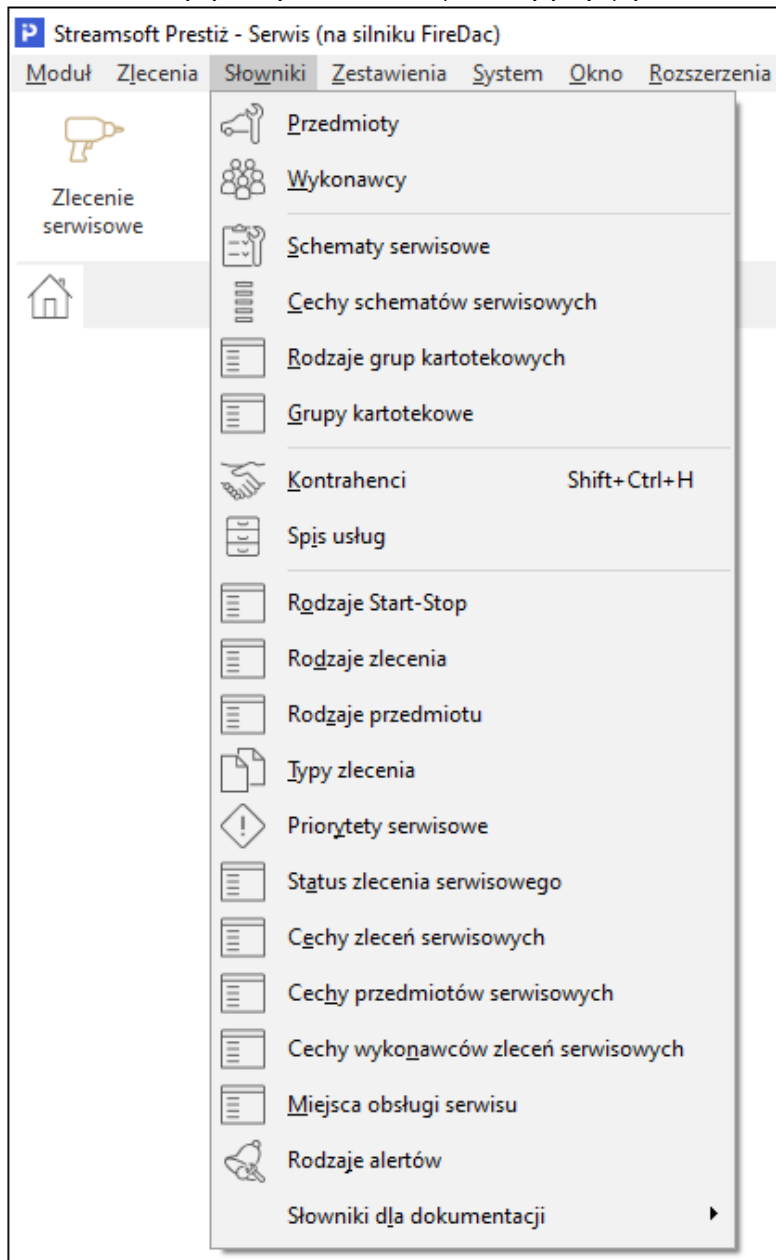 Streamsoft Prestiż - Serwis (na silniku FireDac)
Moduł Zlecenia Słowniki Zestawienia System Okno Rozszerzenia
Zlecenie
serwisowe
Przedmioty
Wykonawcy
Schematy serwisowe
Cechy schematów serwisowych
Rodzaje grup kartotekowych
Grupy kartotekowe
Kontrahenci Shift+Ctrl+H
Spis usług
Rodzaje Start-Stop
Rodzaje zlecenia
Rodzaje przedmiotu
Typy zlecenia
Priorytety serwisowe
Status zlecenia serwisowego
Cechy zleceń serwisowych
Cechy przedmiotów serwisowych
Cechy wykonawców zleceń serwisowych
Miejsca obsługi serwisu
Rodzaje alertów
Słowniki dla dokumentacji